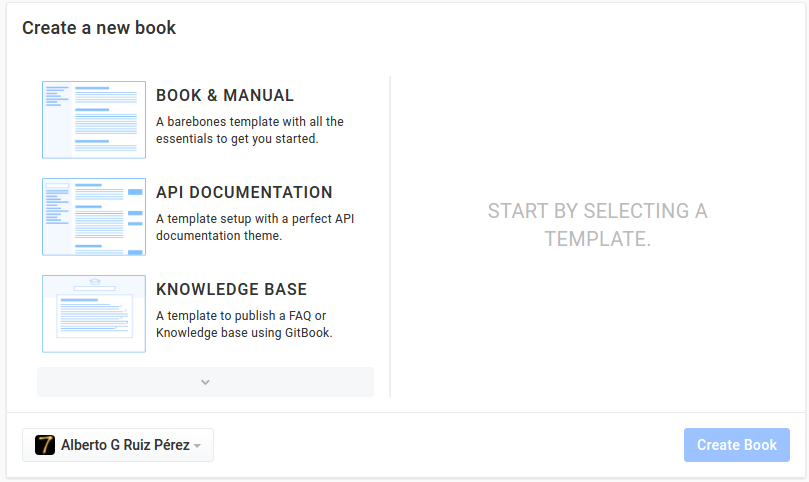 Create a new book
BOOK & MANUAL
A barebones template with all the
essentials to get you started.
API DOCUMENTATION
A template setup with a perfect API
documentation theme.
KNOWLEDGE BASE
A template to publish a FAQ or
Knowledge base using GitBook.
START BY SELECTING A
TEMPLATE.
Alberto G Ruiz Pérez
Create Book